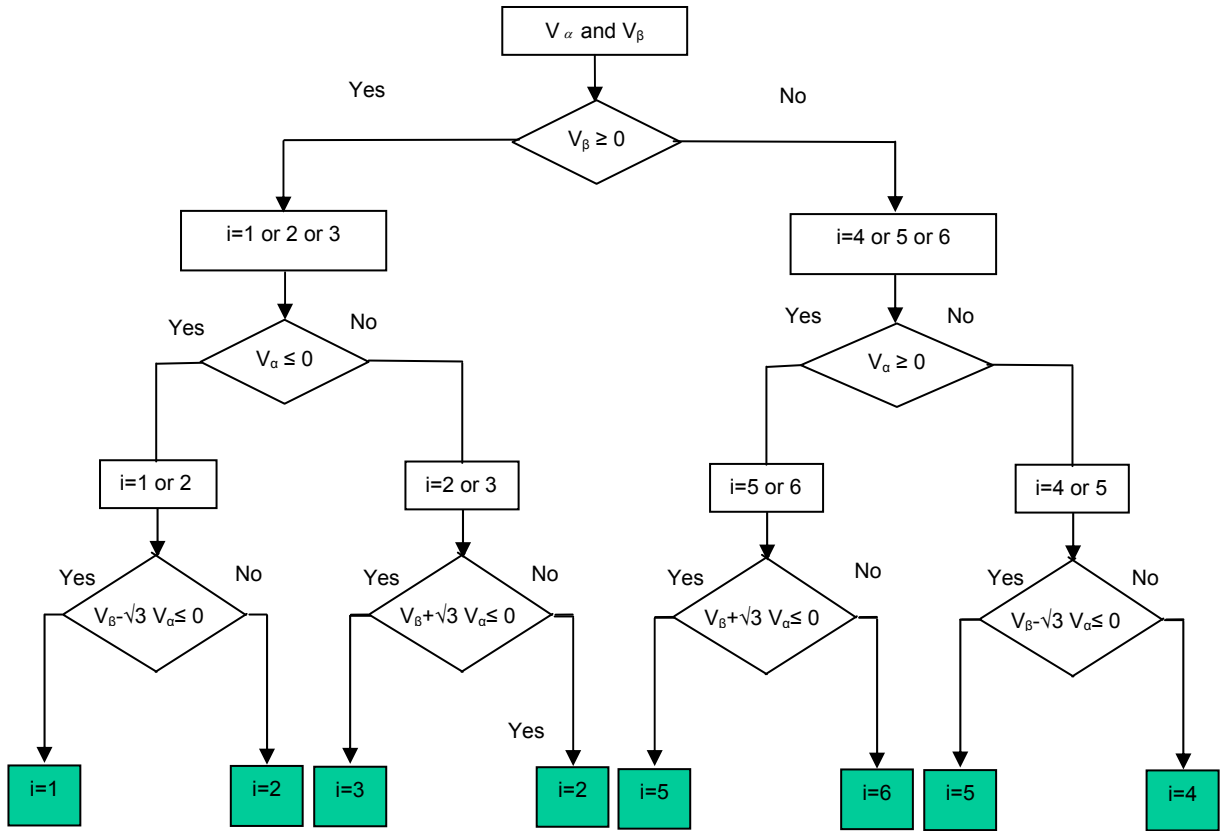 V α and Vβ
Yes
No
Vβ ≥ 0
i=1 or 2 or 3
i=4 or 5 or 6
Yes
No
Yes
No
Vα ≤ 0
Vα ≥ 0
i=1 or 2
i=2 or 3
i=5 or 6
i=4 or 5
Yes
No
Yes
No
Yes
No
Yes
No
Vβ-√3 Vα≤ 0
Vβ+√3 Vα≤ 0
Vβ+√3 Vα≤ 0
Vβ-√3 Vα≤ 0
Yes
i=1
i=2
i=3
i=2
i=5
i=6
i=5
i=4